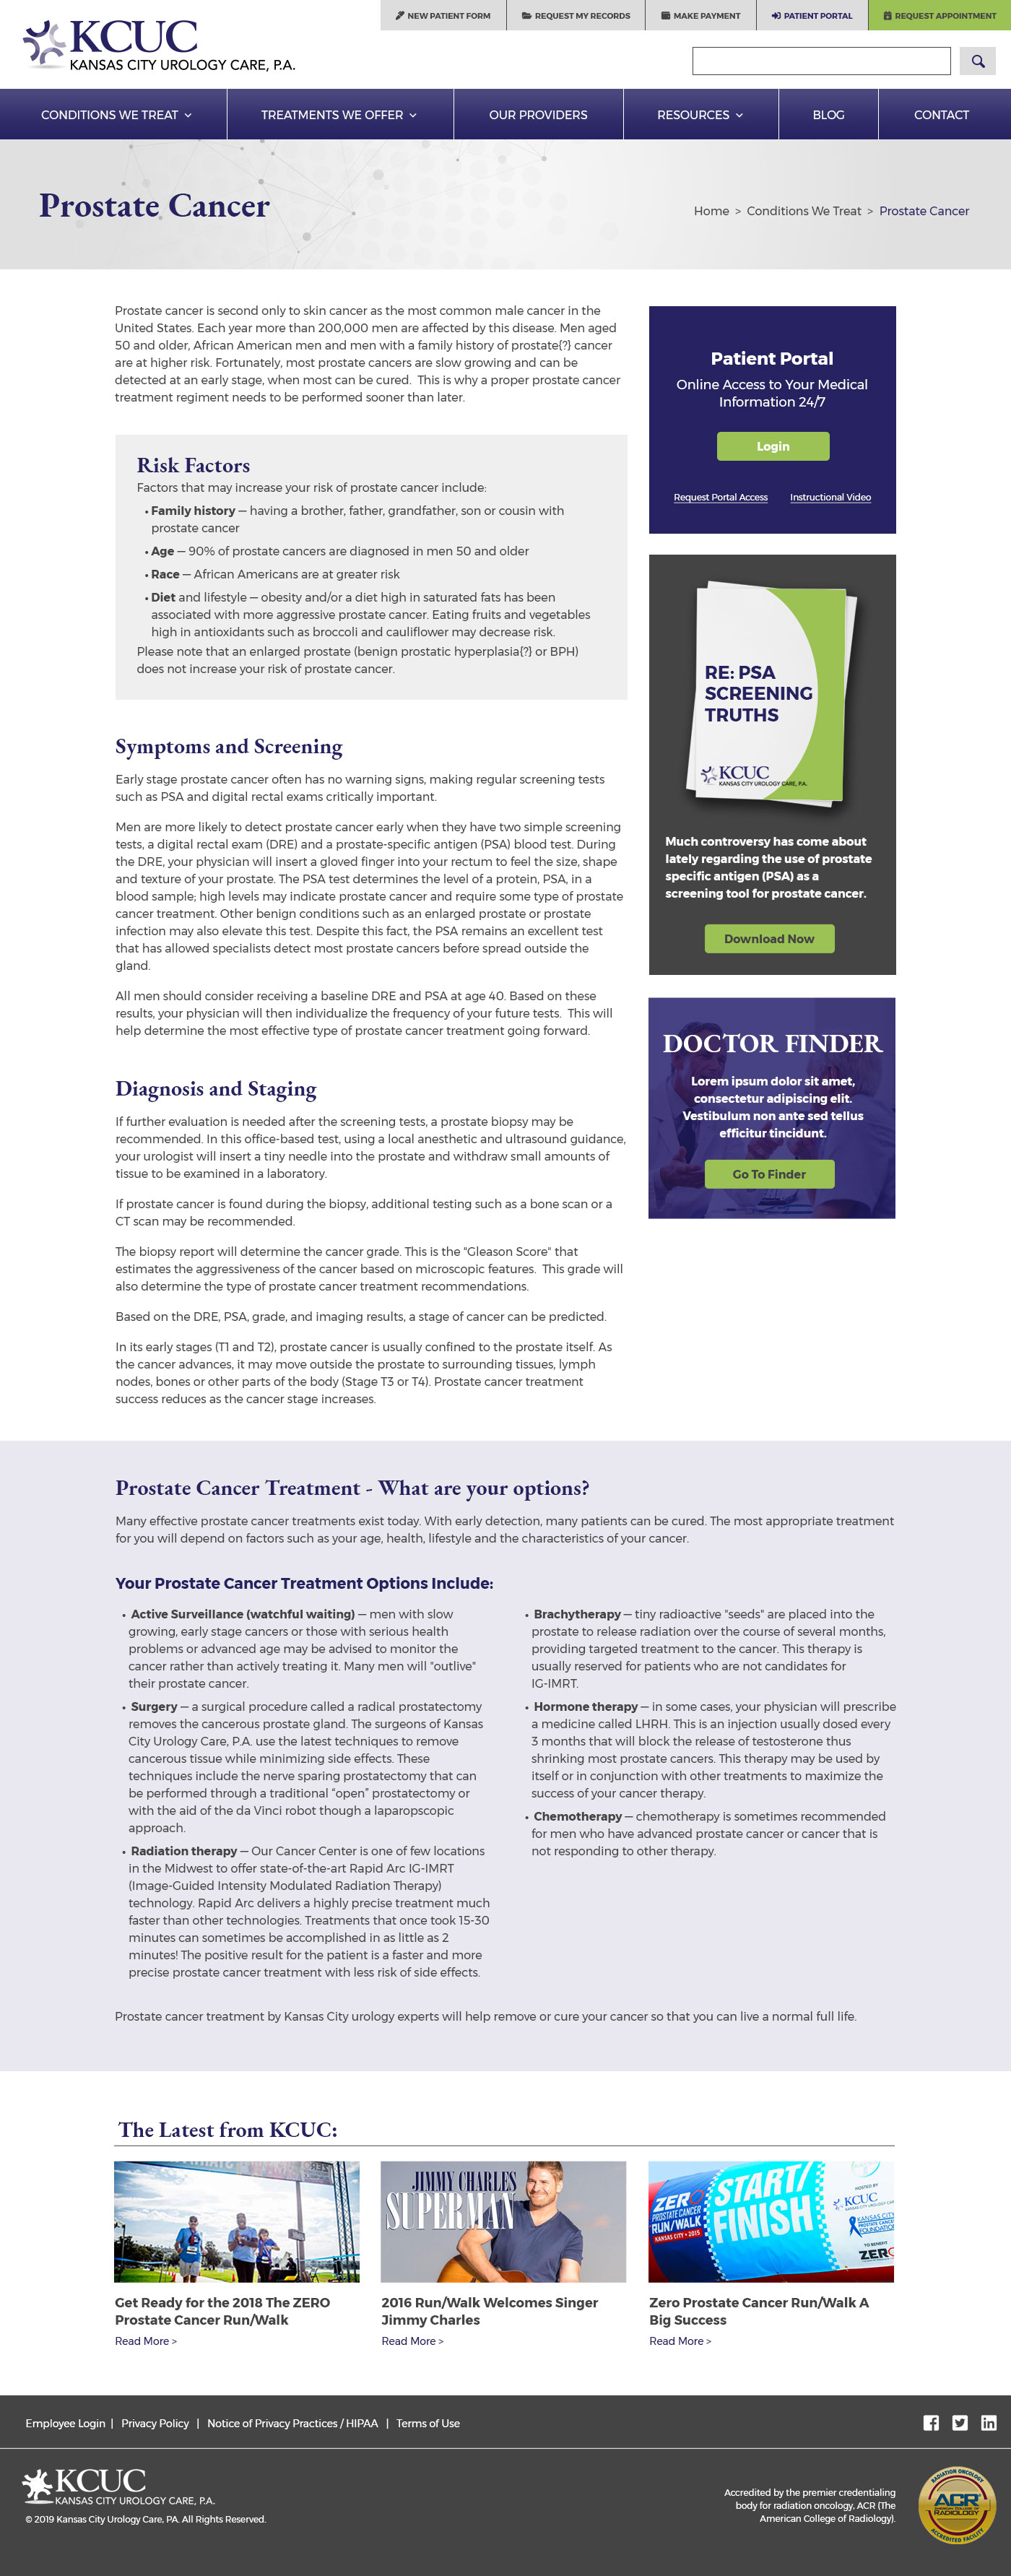 NEW PATIENT FORM
REQUEST MY RECORDS
MAKE PAYMENT
PATIENT PORTAL
REQUEST APPOINTMENT
KCUC
KANSAS CITY UROLOGY CARE, P.A.
CONDITIONS WE TREAT
TREATMENTS WE OFFER
OUR PROVIDERS
RESOURCES
BLOG
CONTACT
Prostate Cancer
Home > Conditions We Treat > Prostate Cancer
Prostate cancer is second only to skin cancer as the most common male cancer in the
United States. Each year more than 200,000 men are affected by this disease. Men aged
50 and older, African American men and men with a family history of prostate{?} cancer
are at higher risk. Fortunately, most prostate cancers are slow growing and can be
detected at an early stage, when most can be cured.  This is why a proper prostate cancer
treatment regiment needs to be performed sooner than later.
Risk Factors
Factors that may increase your risk of prostate cancer include:
• Family history — having a brother, father, grandfather, son or cousin with
prostate cancer
• Age — 90% of prostate cancers are diagnosed in men 50 and older
• Race — African Americans are at greater risk
• Diet and lifestyle — obesity and/or a diet high in saturated fats has been
associated with more aggressive prostate cancer. Eating fruits and vegetables
high in antioxidants such as broccoli and cauliflower may decrease risk.
Please note that an enlarged prostate (benign prostatic hyperplasia{?} or BPH)
does not increase your risk of prostate cancer.
Symptoms and Screening
Early stage prostate cancer often has no warning signs, making regular screening tests
such as PSA and digital rectal exams critically important.
Men are more likely to detect prostate cancer early when they have two simple screening
tests, a digital rectal exam (DRE) and a prostate-specific antigen (PSA) blood test. During
the DRE, your physician will insert a gloved finger into your rectum to feel the size, shape
and texture of your prostate. The PSA test determines the level of a protein, PSA, in a
blood sample; high levels may indicate prostate cancer and require some type of prostate
cancer treatment. Other benign conditions such as an enlarged prostate or prostate
infection may also elevate this test. Despite this fact, the PSA remains an excellent test
that has allowed specialists detect most prostate cancers before spread outside the
gland.
All men should consider receiving a baseline DRE and PSA at age 40. Based on these
results, your physician will then individualize the frequency of your future tests.  This will
help determine the most effective type of prostate cancer treatment going forward.
Diagnosis and Staging
If further evaluation is needed after the screening tests, a prostate biopsy may be
recommended. In this office-based test, using a local anesthetic and ultrasound guidance,
your urologist will insert a tiny needle into the prostate and withdraw small amounts of
tissue to be examined in a laboratory.
If prostate cancer is found during the biopsy, additional testing such as a bone scan or a
CT scan may be recommended.
The biopsy report will determine the cancer grade. This is the "Gleason Score" that
estimates the aggressiveness of the cancer based on microscopic features.  This grade will
also determine the type of prostate cancer treatment recommendations.
Based on the DRE, PSA, grade, and imaging results, a stage of cancer can be predicted.
In its early stages (T1 and T2), prostate cancer is usually confined to the prostate itself. As
the cancer advances, it may move outside the prostate to surrounding tissues, lymph
nodes, bones or other parts of the body (Stage T3 or T4). Prostate cancer treatment
success reduces as the cancer stage increases.
Patient Portal
Online Access to Your Medical
Information 24/7
Login
Request Portal Access
Instructional Video
RE: PSA
SCREENING
TRUTHS
KCUC
KANSAS CITY UROLOGY CARE, P.A.
Much controversy has come about
lately regarding the use of prostate
specific antigen (PSA) as a
screening tool for prostate cancer.
Download Now
DOCTOR FINDER
Lorem ipsum dolor sit amet,
consectetur adipiscing elit.
Vestibulum non ante sed tellus
efficitur tincidunt.
Go To Finder
Prostate Cancer Treatment - What are your options?
Many effective prostate cancer treatments exist today. With early detection, many patients can be cured. The most appropriate treatment
for you will depend on factors such as your age, health, lifestyle and the characteristics of your cancer.
Your Prostate Cancer Treatment Options Include:
• Active Surveillance (watchful waiting) — men with slow
growing, early stage cancers or those with serious health
problems or advanced age may be advised to monitor the
cancer rather than actively treating it. Many men will "outlive"
their prostate cancer.
• Surgery — a surgical procedure called a radical prostatectomy
removes the cancerous prostate gland. The surgeons of Kansas
City Urology Care, P.A. use the latest techniques to remove
cancerous tissue while minimizing side effects. These
techniques include the nerve sparing prostatectomy that can
be performed through a traditional “open” prostatectomy or
with the aid of the da Vinci robot though a laparopscopic
approach.
• Radiation therapy — Our Cancer Center is one of few locations
in the Midwest to offer state-of-the-art Rapid Arc IG-IMRT
(Image-Guided Intensity Modulated Radiation Therapy)
technology. Rapid Arc delivers a highly precise treatment much
faster than other technologies. Treatments that once took 15-30
minutes can sometimes be accomplished in as little as 2
minutes! The positive result for the patient is a faster and more
precise prostate cancer treatment with less risk of side effects.
• Brachytherapy — tiny radioactive "seeds" are placed into the
prostate to release radiation over the course of several months,
providing targeted treatment to the cancer. This therapy is
usually reserved for patients who are not candidates for
IG-IMRT.
• Hormone therapy — in some cases, your physician will prescribe
a medicine called LHRH. This is an injection usually dosed every
3 months that will block the release of testosterone thus
shrinking most prostate cancers. This therapy may be used by
itself or in conjunction with other treatments to maximize the
success of your cancer therapy.
• Chemotherapy — chemotherapy is sometimes recommended
for men who have advanced prostate cancer or cancer that is
not responding to other therapy.
Prostate cancer treatment by Kansas City urology experts will help remove or cure your cancer so that you can live a normal full life.
The Latest from KCUC:
JIMMY CHARLES
SUPERMAN
ZERO
PROSTATE CANCER
RUN/WALK
KANSAS CITY • 2015
START/
FINISH
HOSTED BY
KCUC
KANSAS CITY
PROSTATE CANCER
FOUNDATION
TO BENEFIT
ZERO
Get Ready for the 2018 The ZERO
Prostate Cancer Run/Walk
Read More >
2016 Run/Walk Welcomes Singer
Jimmy Charles
Read More >
Zero Prostate Cancer Run/Walk A
Big Success
Read More >
Employee Login | Privacy Policy | Notice of Privacy Practices / HIPAA | Terms of Use
KCUC
KANSAS CITY UROLOGY CARE, P.A.
© 2019 Kansas City Urology Care, PA. All Rights Reserved.
Accredited by the premier credentialing
body for radiation oncology, ACR (The
American College of Radiology).
RADIATION ONCOLOGY
ACR
AMERICAN COLLEGE OF
RADIOLOGY
ACCREDITED FACILITY